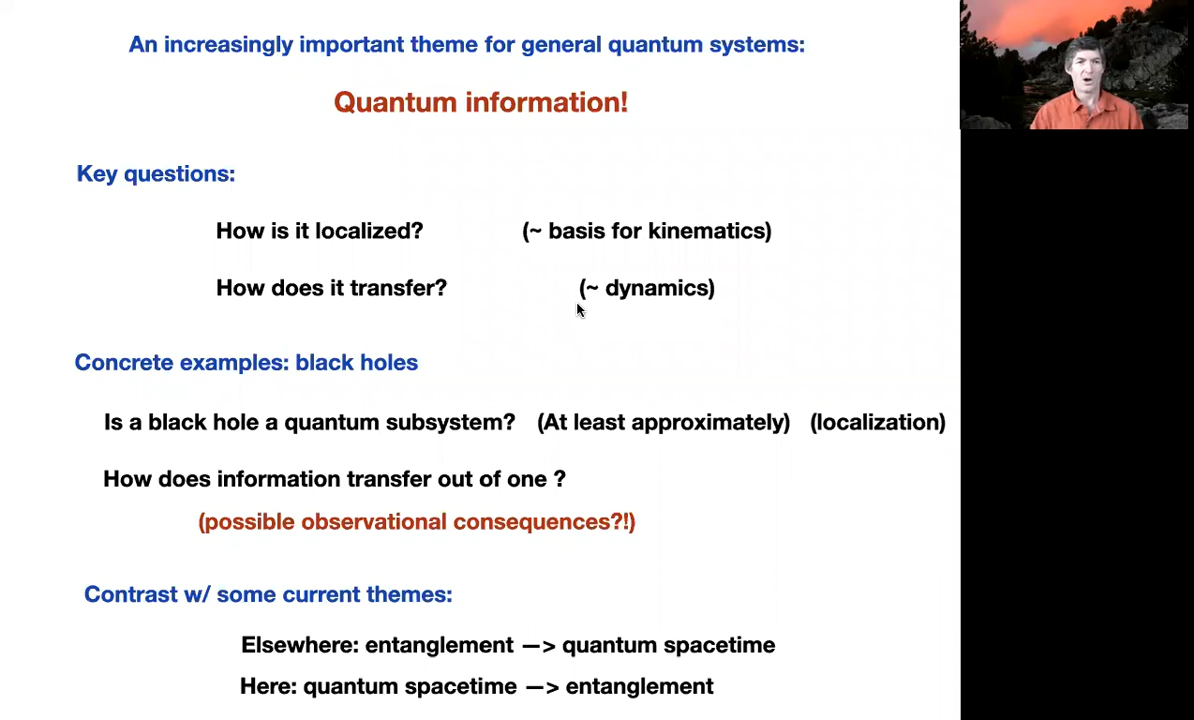 An increasingly important theme for general quantum systems:
Quantum information!
Key questions:
How is it localized? (~ basis for kinematics)
How does it transfer? (~ dynamics)
Concrete examples: black holes
Is a black hole a quantum subsystem? (At least approximately) (localization)
How does information transfer out of one ?
(possible observational consequences?!)
Contrast w/ some current themes:
Elsewhere: entanglement —> quantum spacetime
Here: quantum spacetime —> entanglement